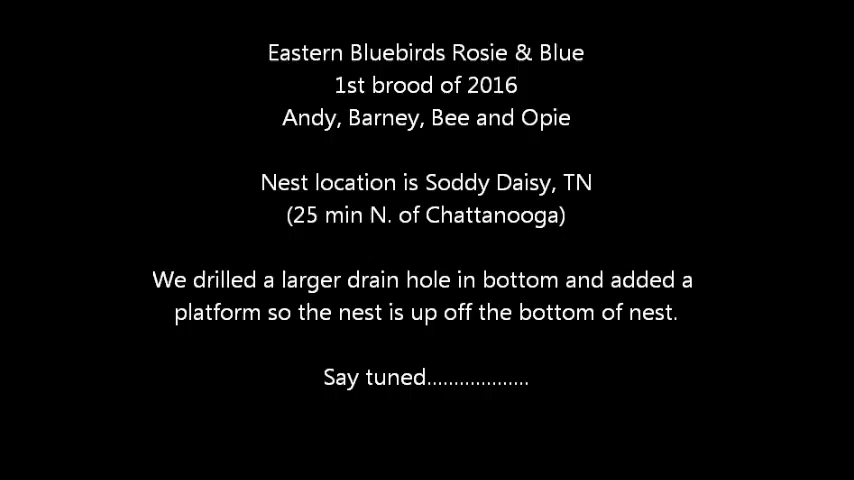 Eastern Bluebirds Rosie & Blue
1st brood of 2016
Andy, Barney, Bee and Opie
Nest location is Soddy Daisy, TN
(25 min N. of Chattanooga)
We drilled a larger drain hole in bottom and added a
platform so the nest is up off the bottom of nest.
Say tuned...................